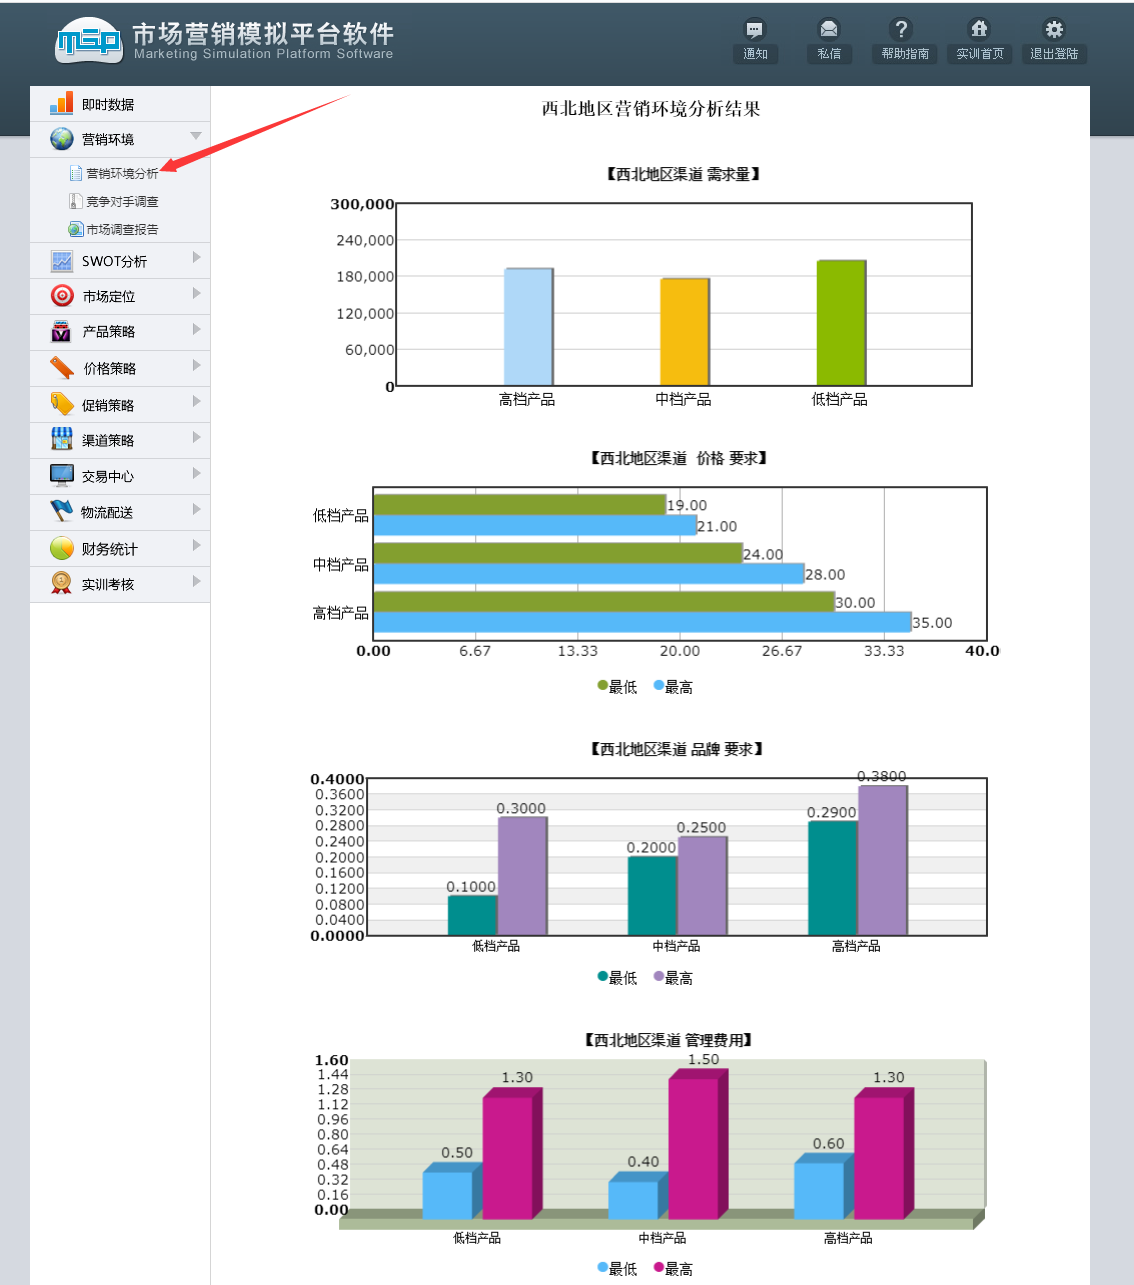 MSP 市场营销模拟平台软件
Marketing Simulation Platform Software
通知 私信 帮助指南 实训首页 退出登陆
即时数据
营销环境
营销环境分析
竞争对手调查
市场调查报告
SWOT分析
市场定位
产品策略
价格策略
促销策略
渠道策略
交易中心
物流配送
财务统计
实训考核
西北地区营销环境分析结果
【西北地区渠道 需求量】
300,000
240,000
180,000
120,000
60,000
0
高档产品 中档产品 低档产品
【西北地区渠道 价格 要求】
低档产品 19.00
21.00
中档产品 24.00
28.00
高档产品 30.00
35.00
0.00 6.67 13.33 20.00 26.67 33.33 40.0
最低 最高
【西北地区渠道 品牌 要求】
0.4000
0.3600
0.3200
0.2800
0.2400
0.2000
0.1600
0.1200
0.0800
0.0400
0.0000
0.1000 0.3000 0.2000 0.2500 0.2900 0.3800
低档产品 中档产品 高档产品
最低 最高
【西北地区渠道 管理费用】
1.60
1.44
1.28
1.12
0.96
0.80
0.64
0.48
0.32
0.16
0.00
0.50 1.30 0.40 1.50 0.60 1.30
低档产品 中档产品 高档产品
最低 最高